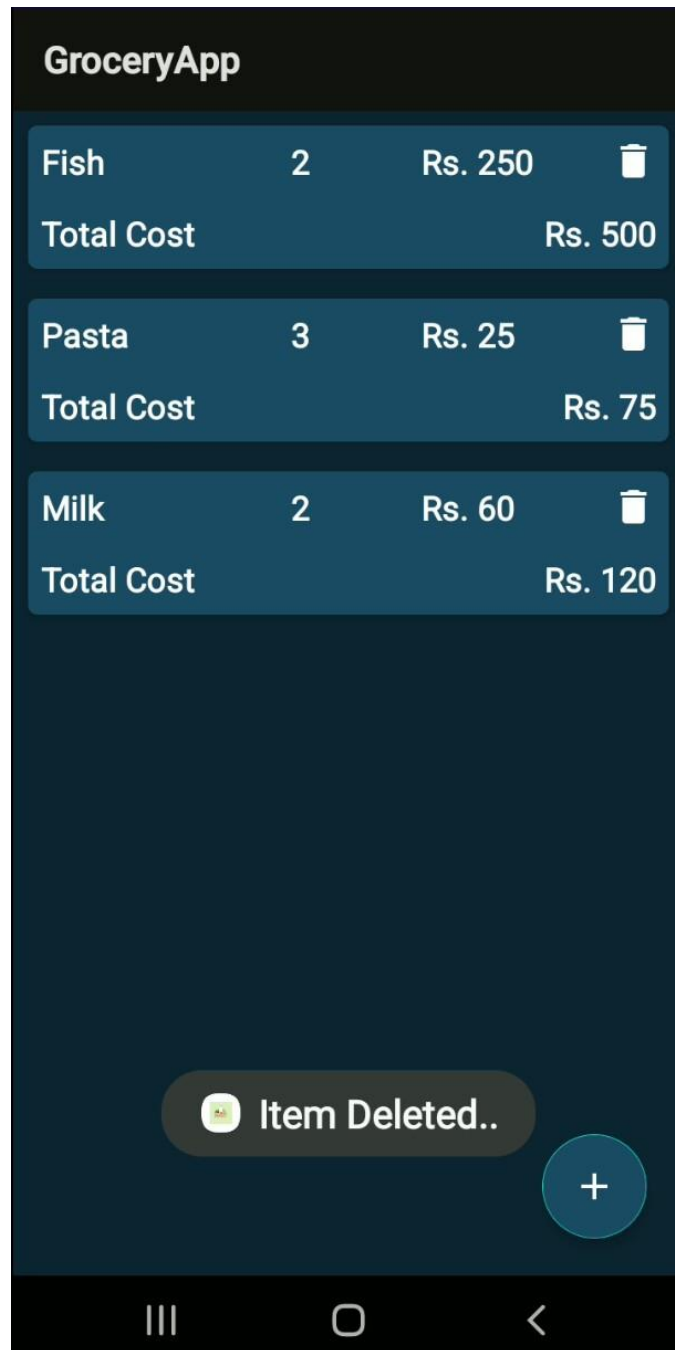 GroceryApp
Fish 2 Rs. 250
Total Cost Rs. 500
Pasta 3 Rs. 25
Total Cost Rs. 75
Milk 2 Rs. 60
Total Cost Rs. 120
Item Deleted..
+